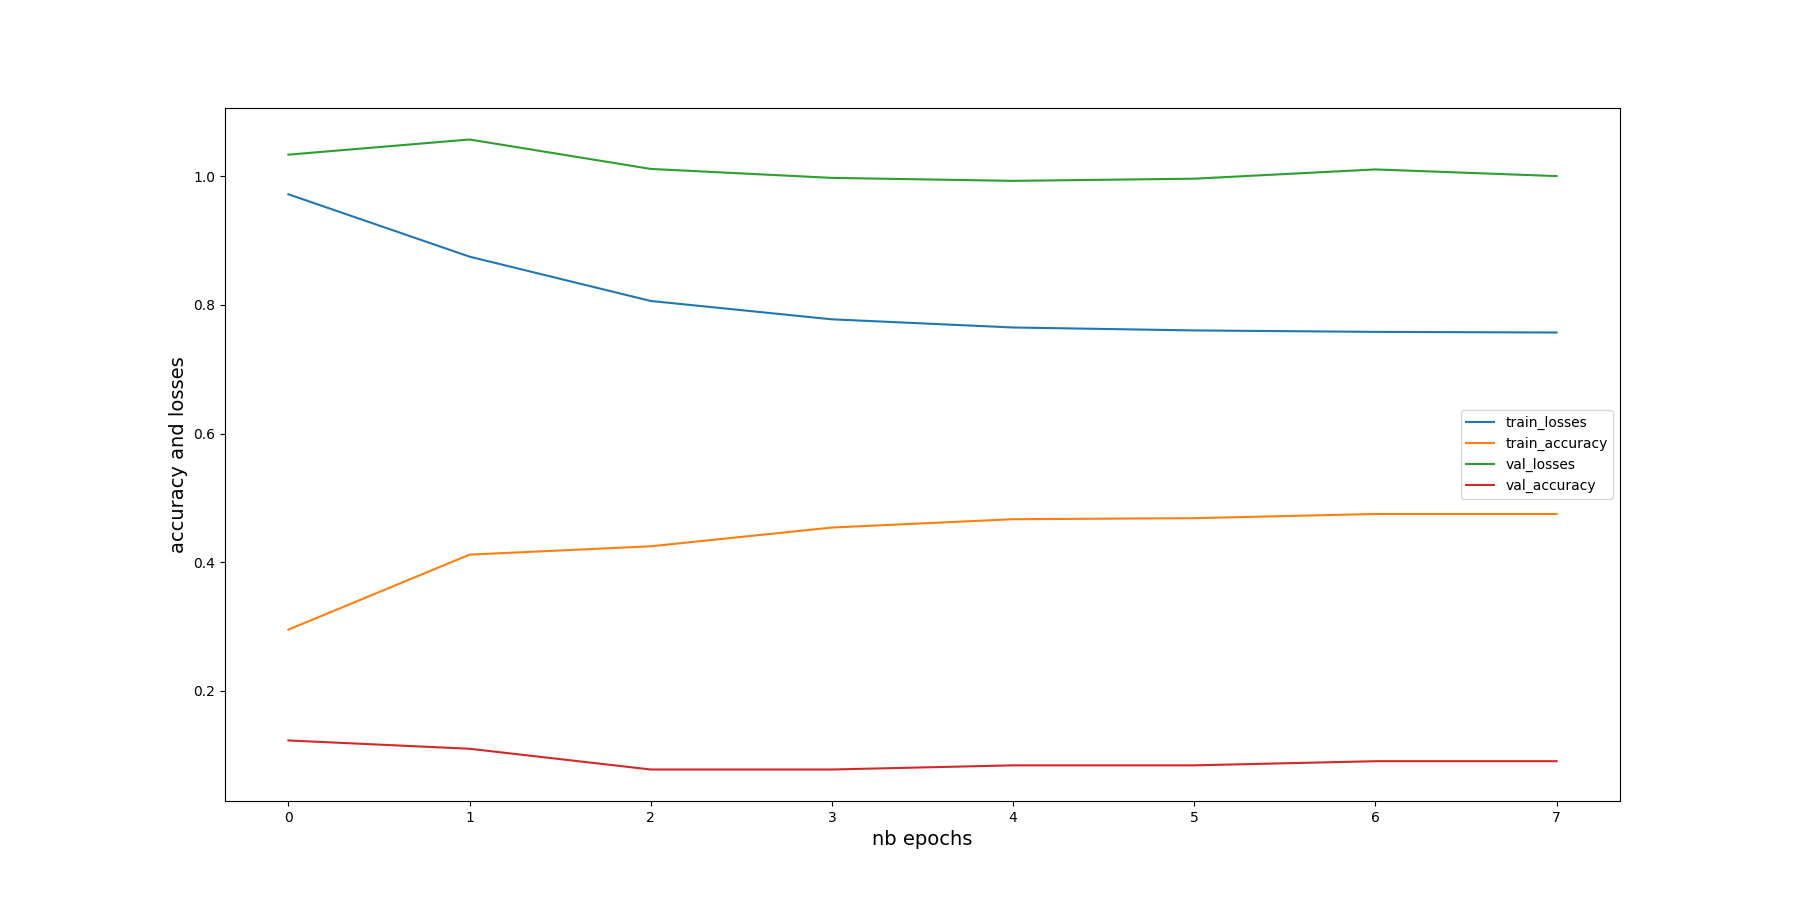 accuracy and losses
1.0
0.8
0.6
0.4
0.2
train_losses
train_accuracy
val_losses
val_accuracy
0 1 2 3 4 5 6 7
nb epochs